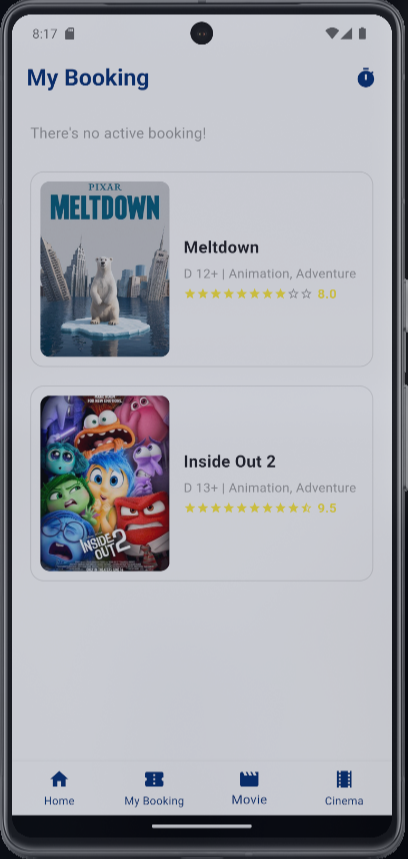 8:17
My Booking
There's no active booking!
PIXAR
MELTDOWN
Meltdown
D 12+ | Animation, Adventure
8.0
INSIDE
OUT 2
Inside Out 2
D 13+ | Animation, Adventure
9.5
Home
My Booking
Movie
Cinema